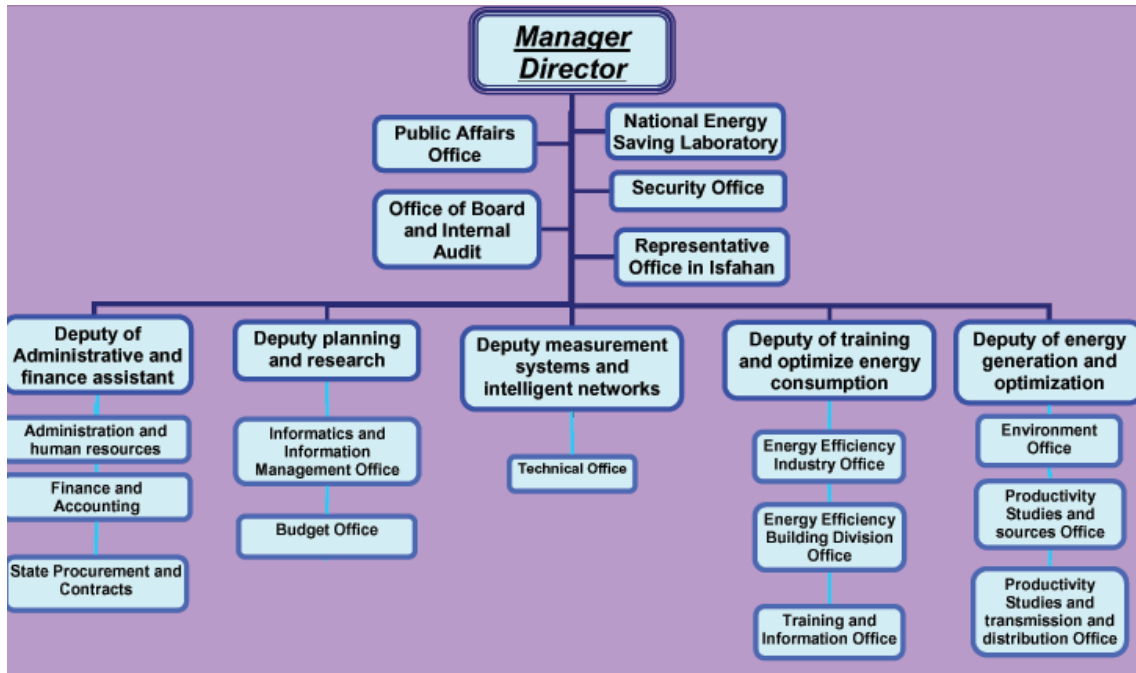 Manager
Director
Public Affairs
Office
National Energy
Saving Laboratory
Security Office
Office of Board
and Internal
Audit
Representative
Office in Isfahan
Deputy of
Administrative and
finance assistant
Administration and
human resources
Finance and
Accounting
State Procurement and
Contracts
Deputy planning
and research
Informatics and
Information
Management Office
Budget Office
Deputy measurement
systems and
intelligent networks
Technical Office
Deputy of training
and optimize energy
consumption
Energy Efficiency
Industry Office
Energy Efficiency
Building Division
Office
Training and
Information Office
Deputy of energy
generation and
optimization
Environment
Office
Productivity
Studies and
sources Office
Productivity
Studies and
transmission and
distribution Office